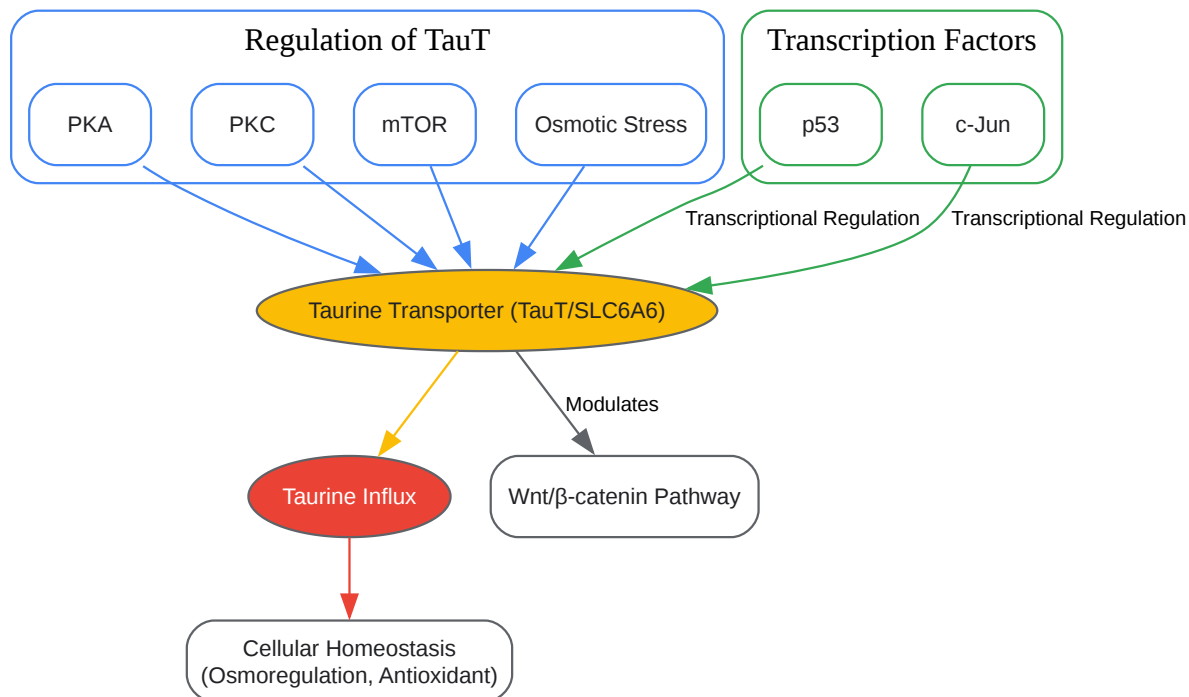 Regulation of TauT
Transcription Factors
PKA
PKC
mTOR
Osmotic Stress
p53
c-Jun
Transcriptional Regulation
Transcriptional Regulation
Taurine Transporter (TauT/SLC6A6)
Modulates
Taurine Influx
Wnt/β-catenin Pathway
Cellular Homeostasis
(Osmoregulation, Antioxidant)